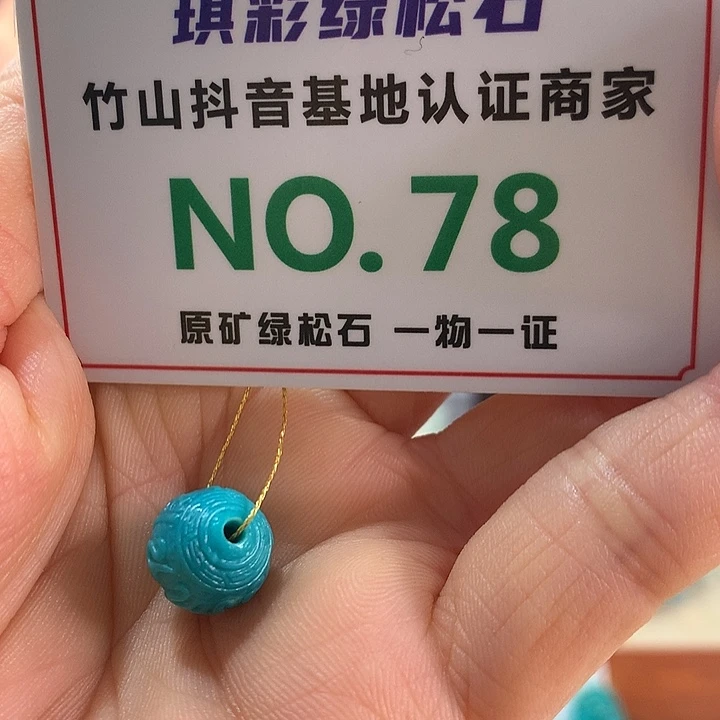 琪彩绿松石
竹山抖音基地认证商家
NO.78
原矿绿松石 一物一证